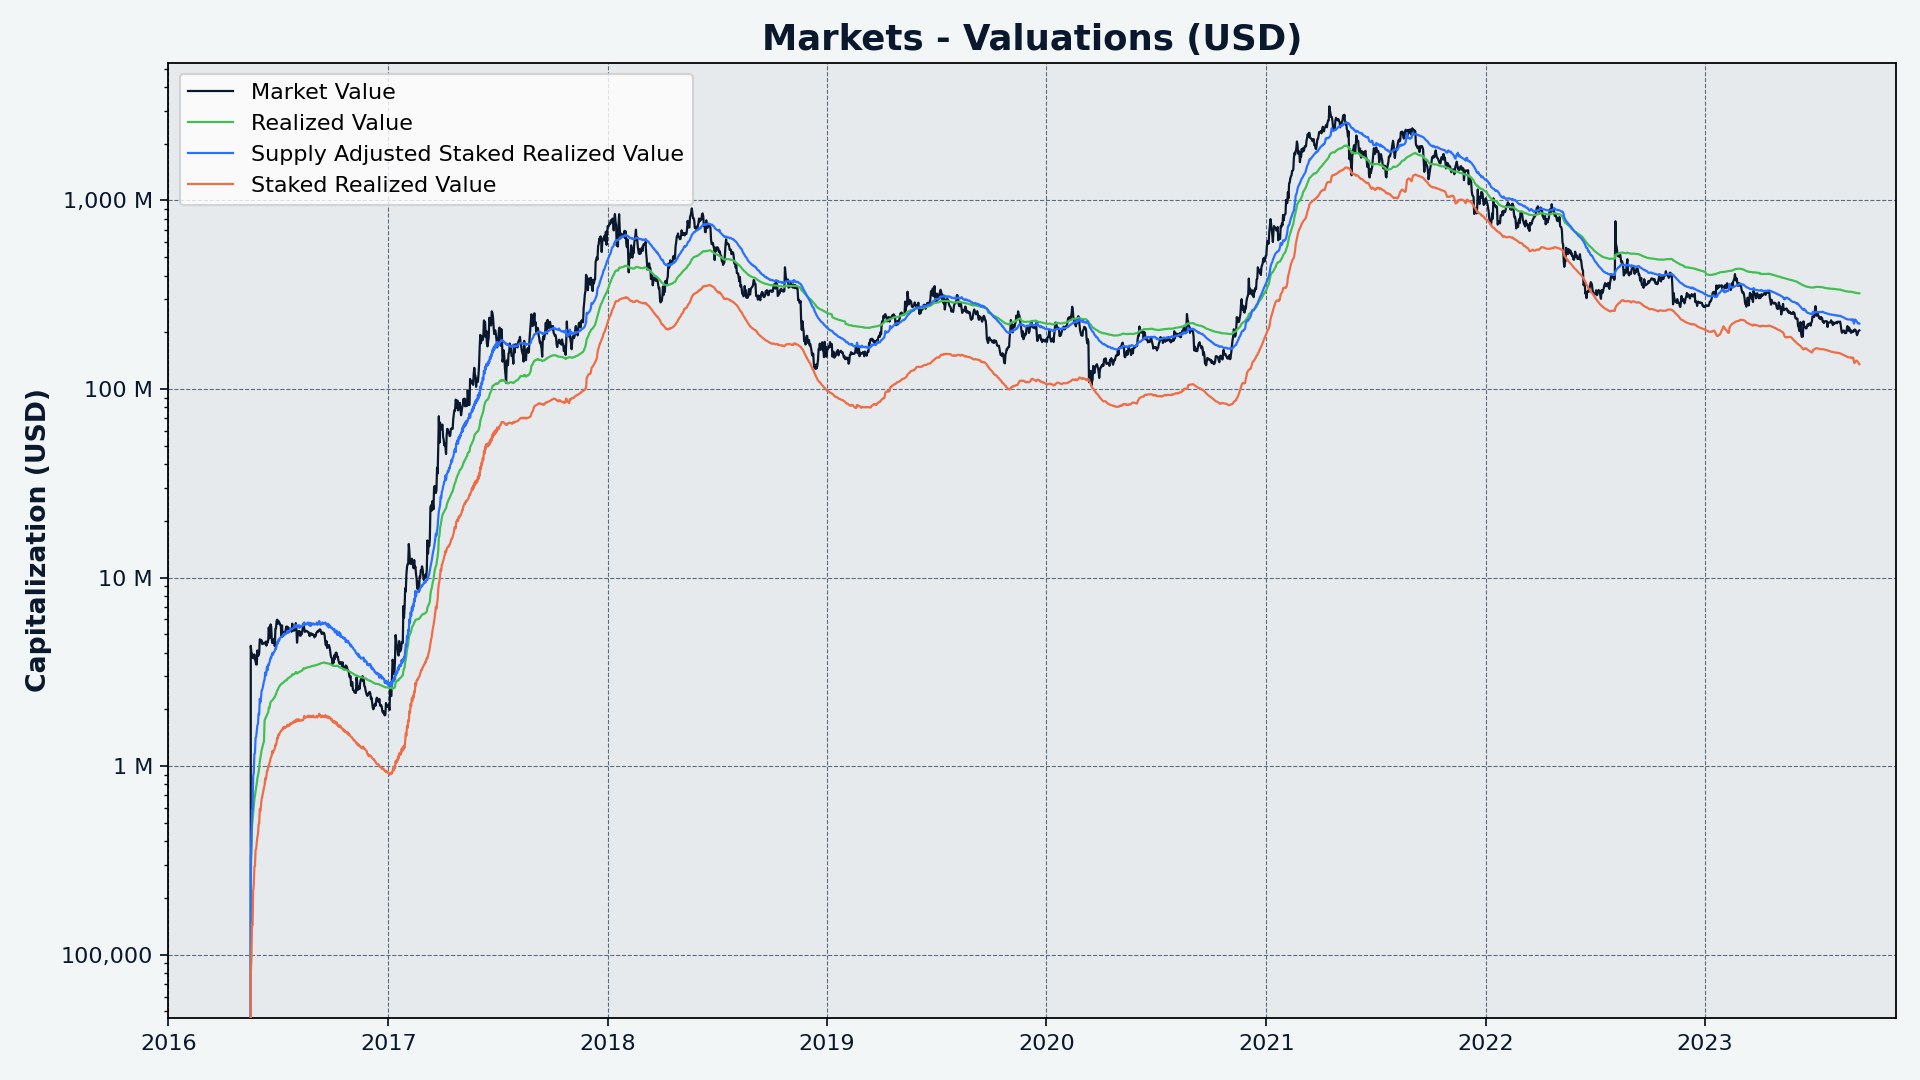 Markets - Valuations (USD)
Market Value
Realized Value
Supply Adjusted Staked Realized Value
Staked Realized Value
Capitalization (USD)
1,000 M
100 M
10 M
1 M
100,000
2016
2017
2018
2019
2020
2021
2022
2023